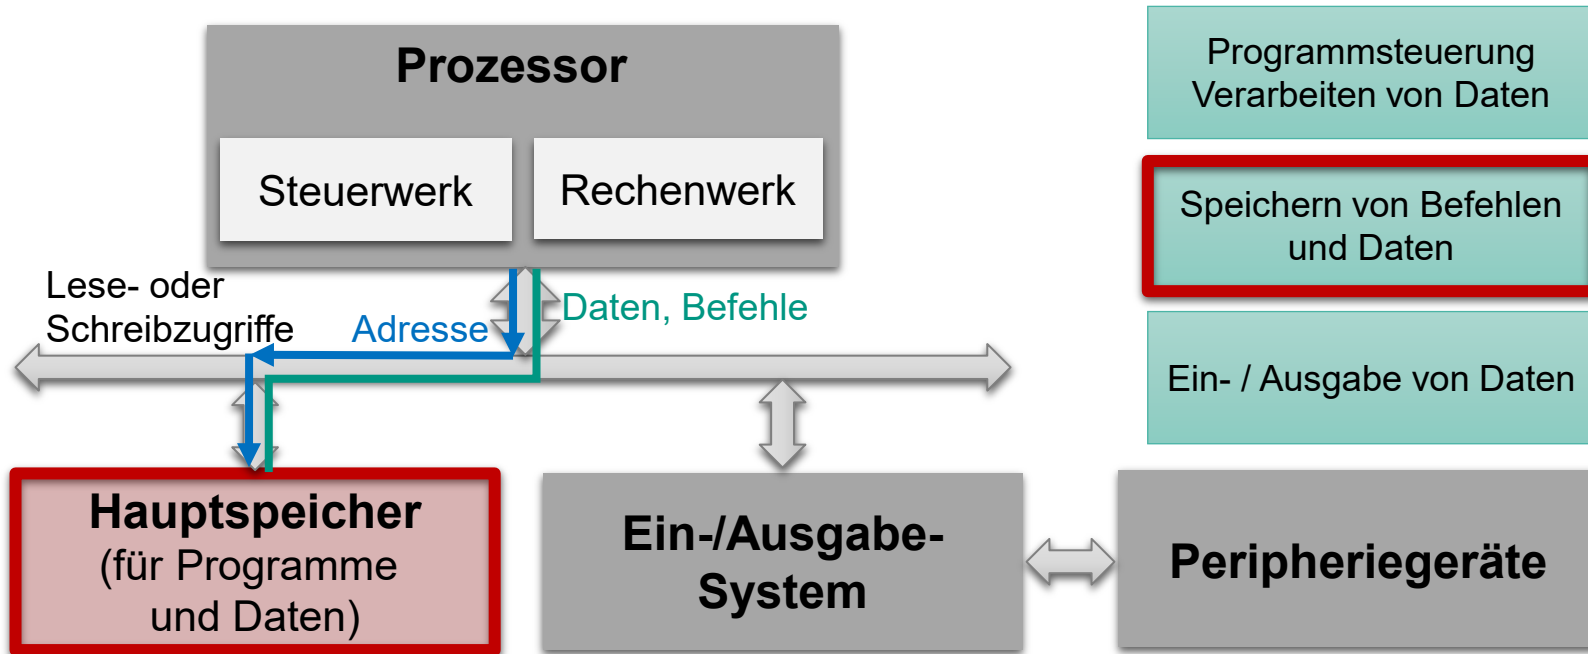 Prozessor
Steuerwerk
Rechenwerk
Lese- oder
Schreibzugriffe
Adresse
Daten, Befehle
Hauptspeicher
(für Programme
und Daten)
Ein-/Ausgabe-
System
Peripheriegeräte
Programmsteuerung
Verarbeiten von Daten
Speichern von Befehlen
und Daten
Ein- / Ausgabe von Daten